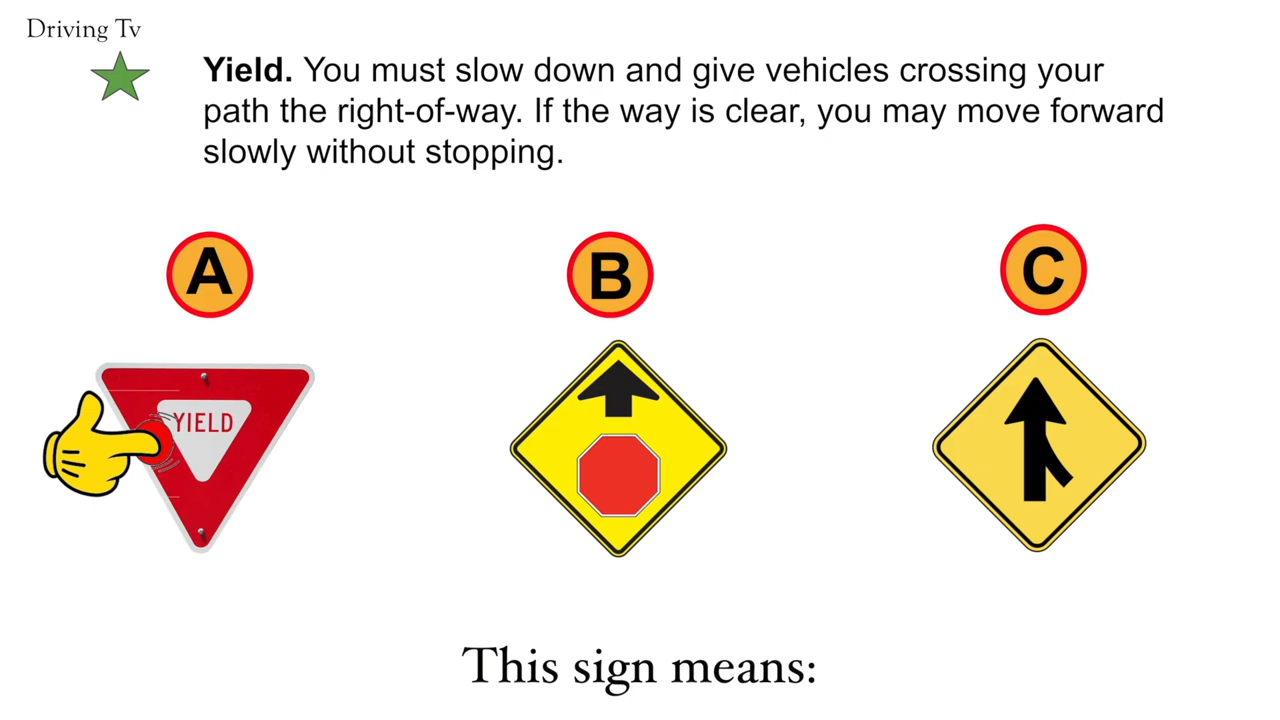 Driving Tv
Yield. You must slow down and give vehicles crossing your
path the right-of-way. If the way is clear, you may move forward
slowly without stopping.
A
B
C
YIELD
This sign means: